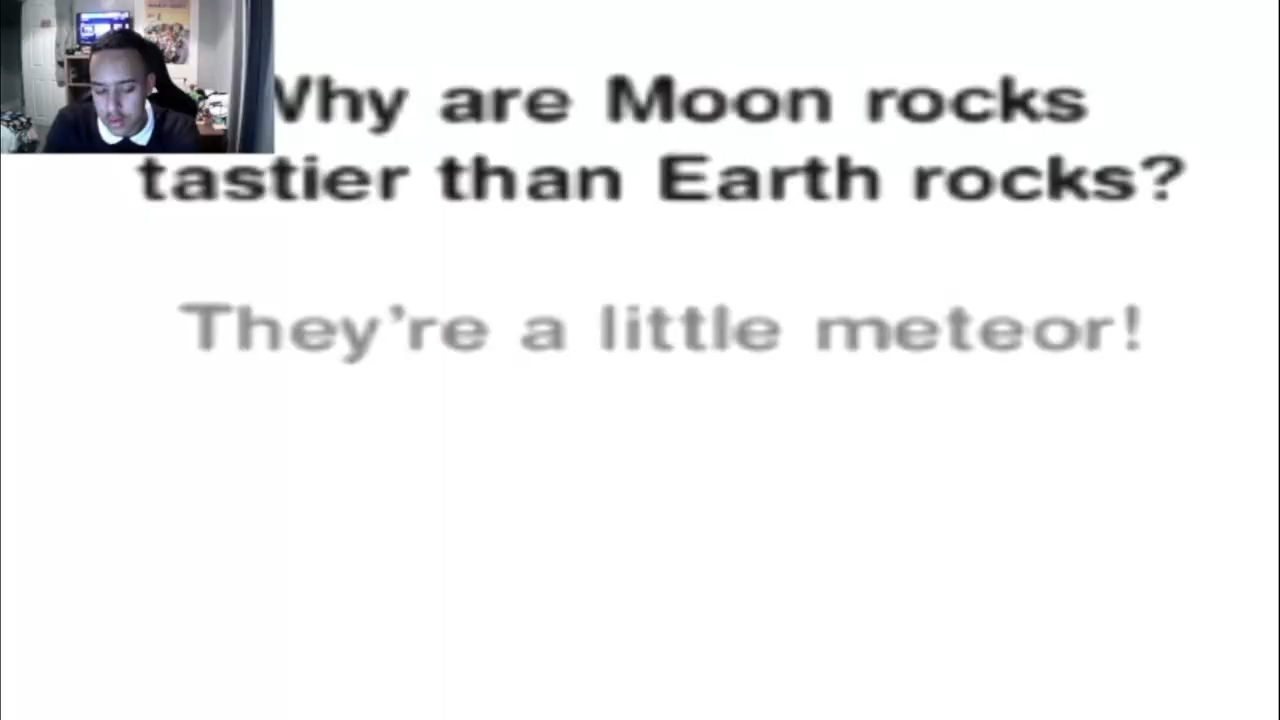 Why are Moon rocks
tastier than Earth rocks?
They're a little meteor!